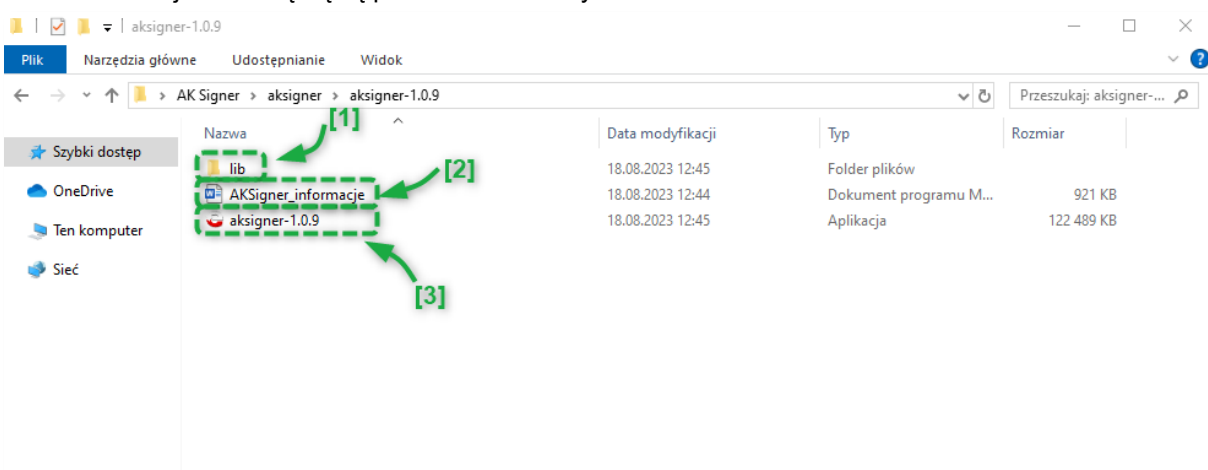 aksigner-1.0.9
Plik Narzędzia główne Udostępnianie Widok
AK Signer > aksigner > aksigner-1.0.9 Przeszukaj: aksigner-...
[1]
Nazwa Data modyfikacji Typ Rozmiar
Szybki dostęp
[2]
lib 18.08.2023 12:45 Folder plików
OneDrive
AKSigner_informacje 18.08.2023 12:44 Dokument programu M... 921 KB
aksigner-1.0.9 18.08.2023 12:45 Aplikacja 122 489 KB
Ten komputer
Sieć
[3]